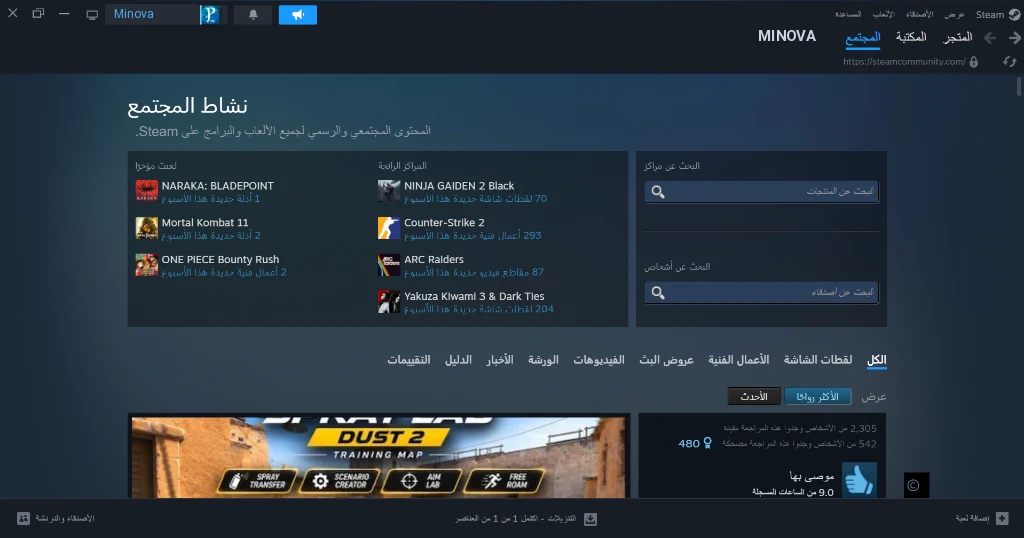 Steam عرض الأصدقاء الألعاب المساعدة
Minova
المتجر المكتبة المجتمع MINOVA
https://steamcommunity.com/
نشاط المجتمع
المحتوى المجتمعي والرسمي لجميع الألعاب والبرامج على Steam.
لعبت مؤخرًا
NARAKA: BLADEPOINT
1 أدلة جديدة هذا الأسبوع
Mortal Kombat 11
2 أدلة جديدة هذا الأسبوع
ONE PIECE Bounty Rush
2 أعمال فنية جديدة هذا الأسبوع
المراكز الرائجة
NINJA GAIDEN 2 Black
70 لقطات شاشة جديدة هذا الأسبوع
Counter-Strike 2
293 أعمال فنية جديدة هذا الأسبوع
ARC Raiders
87 مقاطع فيديو جديدة هذا الأسبوع
Yakuza Kiwami 3 & Dark Ties
204 لقطات شاشة جديدة هذا الأسبوع
البحث عن مراكز
البحث عن المنتجات
البحث عن أشخاص
البحث عن أصدقاء
الكل لقطات الشاشة الأعمال الفنية عروض البث الفيديوهات الورشة الأخبار الدليل التقييمات
عرض الأكثر رواجًا الأحدث
SPRAY LAB
DUST 2
TRAINING MAP
SPRAY TRANSFER
SCENARIO CREATOR
AIM LAB
FREE ROAM
2,305 من الأشخاص وجدوا هذه المراجعة مفيدة
542 من الأشخاص وجدوا هذه المراجعة مضحكة
480
موصى بها
9.0 من الساعات المسجلة
©
إضافة لعبة
التنزيلات - اكتمل 1 من 1 من العناصر
الأصدقاء والدردشة